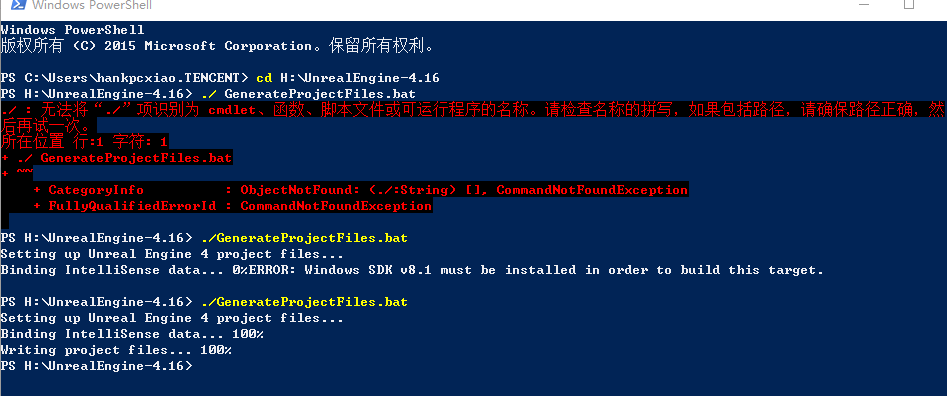 Windows PowerShell
Windows PowerShell
版权所有 (C) 2015 Microsoft Corporation。保留所有权利。
PS C:\Users\hankpcxiao.TENCENT> cd H:\UnrealEngine-4.16
PS H:\UnrealEngine-4.16> ./ GenerateProjectFiles.bat
./ : 无法将“./”项识别为 cmdlet、函数、脚本文件或可运行程序的名称。请检查名称的拼写，如果包括路径，请确保路径正确，然
后再试一次。
所在位置 行:1 字符: 1
+ ./ GenerateProjectFiles.bat
+ ~~
    + CategoryInfo          : ObjectNotFound: (./:String) [], CommandNotFoundException
    + FullyQualifiedErrorId : CommandNotFoundException
PS H:\UnrealEngine-4.16> ./GenerateProjectFiles.bat
Setting up Unreal Engine 4 project files...
Binding IntelliSense data... 0%ERROR: Windows SDK v8.1 must be installed in order to build this target.
PS H:\UnrealEngine-4.16> ./GenerateProjectFiles.bat
Setting up Unreal Engine 4 project files...
Binding IntelliSense data... 100%
Writing project files... 100%
PS H:\UnrealEngine-4.16>